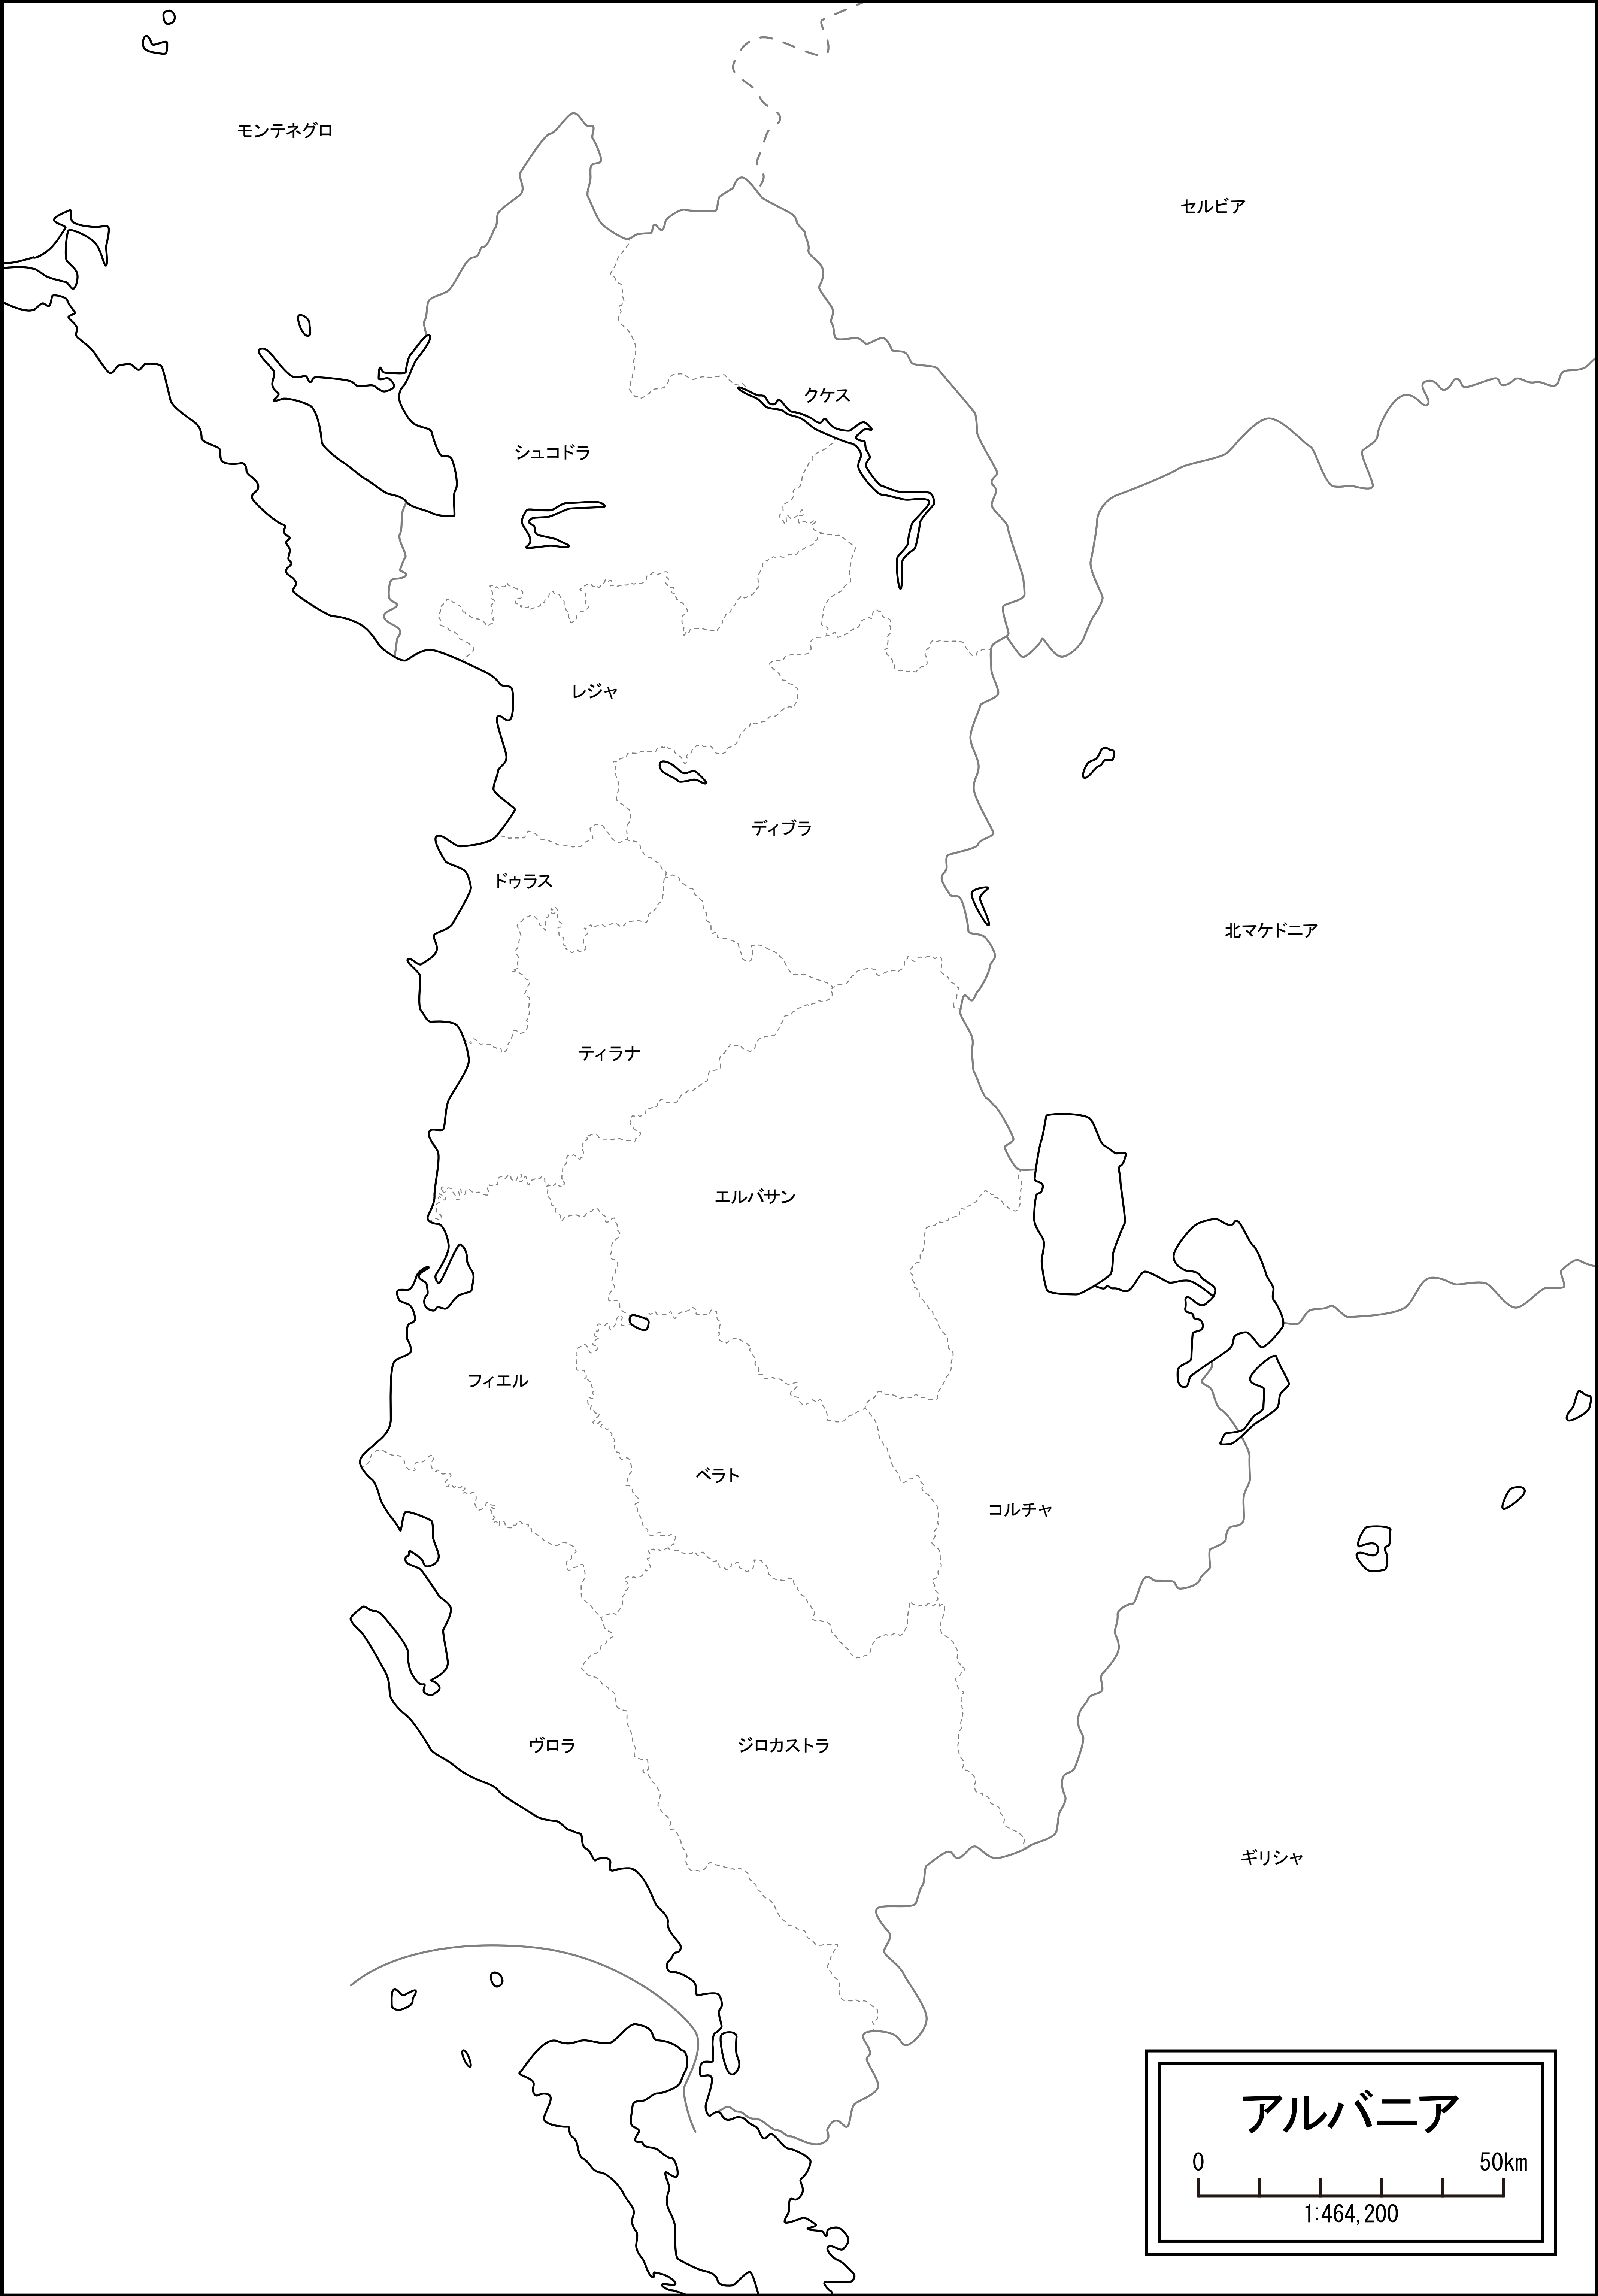 モンテネグロ
セルビア
クケス
シュコドラ
レジャ
ディブラ
ドゥラス
北マケドニア
ティラナ
エルバサン
フィエル
ベラト
コルチャ
ヴロラ
ジロカストラ
ギリシャ
アルバニア
0 50km
1:464,200